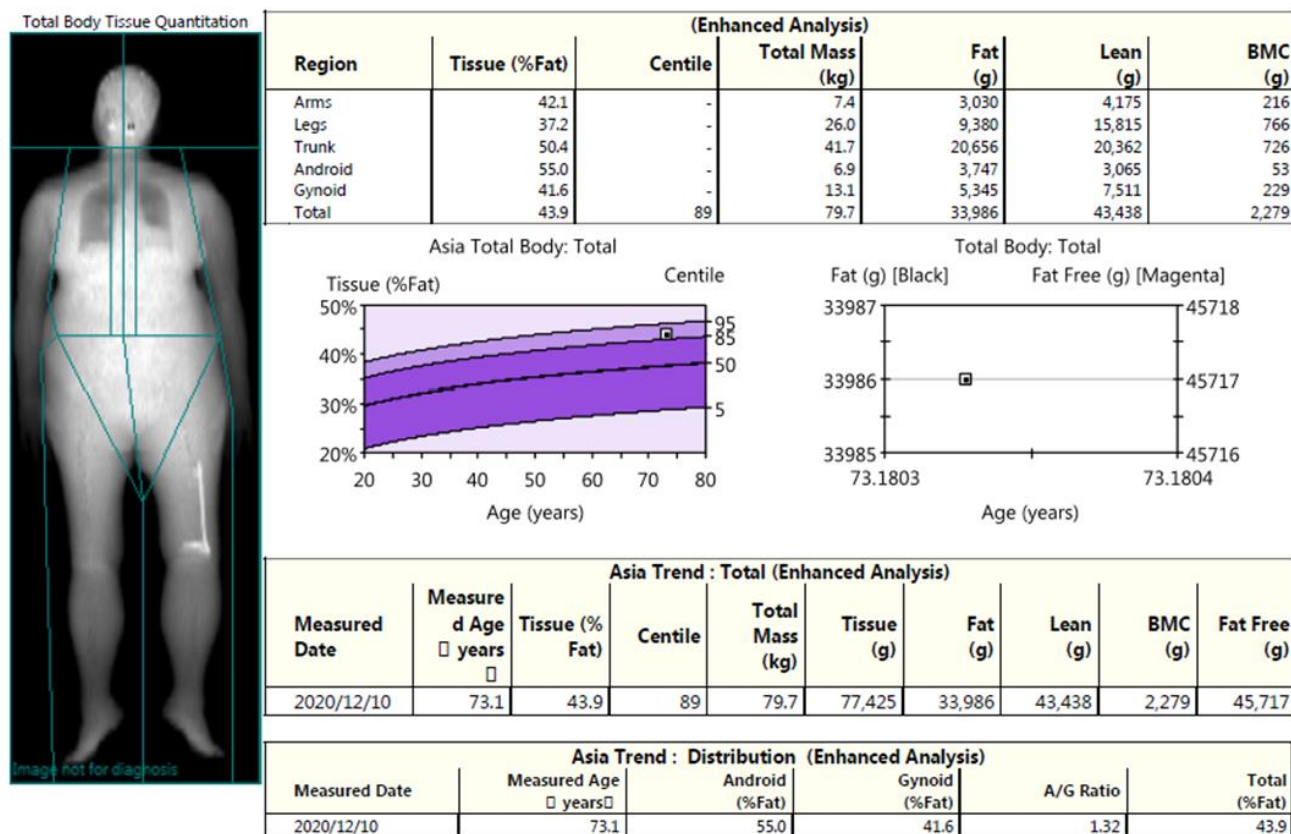 Total Body Tissue Quantitation
Image not for diagnosis
(Enhanced Analysis)
Region Tissue (%Fat) Centile Total Mass (kg) Fat (g) Lean (g) BMC (g)
Arms 42.1 - 7.4 3,030 4,175 216
Legs 37.2 - 26.0 9,380 15,815 766
Trunk 50.4 - 41.7 20,656 20,362 726
Android 55.0 - 6.9 3,747 3,065 53
Gynoid 41.6 - 13.1 5,345 7,511 229
Total 43.9 89 79.7 33,986 43,438 2,279
Asia Total Body: Total
Tissue (%Fat) Centile
50%
40%
30%
20%
95
85
50
5
20 30 40 50 60 70 80
Age (years)
Total Body: Total
Fat (g) [Black] Fat Free (g) [Magenta]
33987 45718
33986 45717
33985 45716
73.1803 73.1804
Age (years)
Asia Trend : Total (Enhanced Analysis)
Measured Date Measure d Age □ years □ Tissue (% Fat) Centile Total Mass (kg) Tissue (g) Fat (g) Lean (g) BMC (g) Fat Free (g)
2020/12/10 73.1 43.9 89 79.7 77,425 33,986 43,438 2,279 45,717
Asia Trend : Distribution (Enhanced Analysis)
Measured Date Measured Age □ years□ Android (%Fat) Gynoid (%Fat) A/G Ratio Total (%Fat)
2020/12/10 73.1 55.0 41.6 1.32 43.9